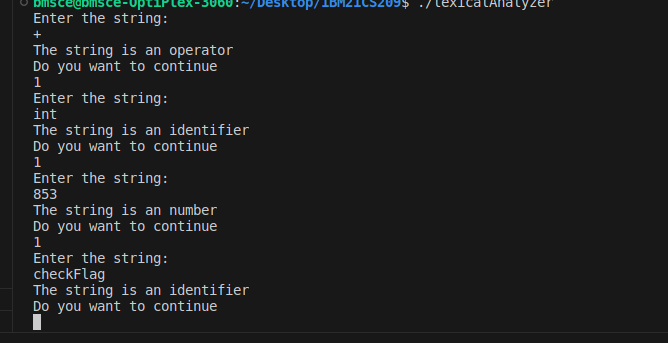 bmsce@bmsce-OptiPlex-3060:~/Desktop/1BM21CS209$ ./lexicalAnalyzer
Enter the string:
+
The string is an operator
Do you want to continue
1
Enter the string:
int
The string is an identifier
Do you want to continue
1
Enter the string:
853
The string is an number
Do you want to continue
1
Enter the string:
checkFlag
The string is an identifier
Do you want to continue